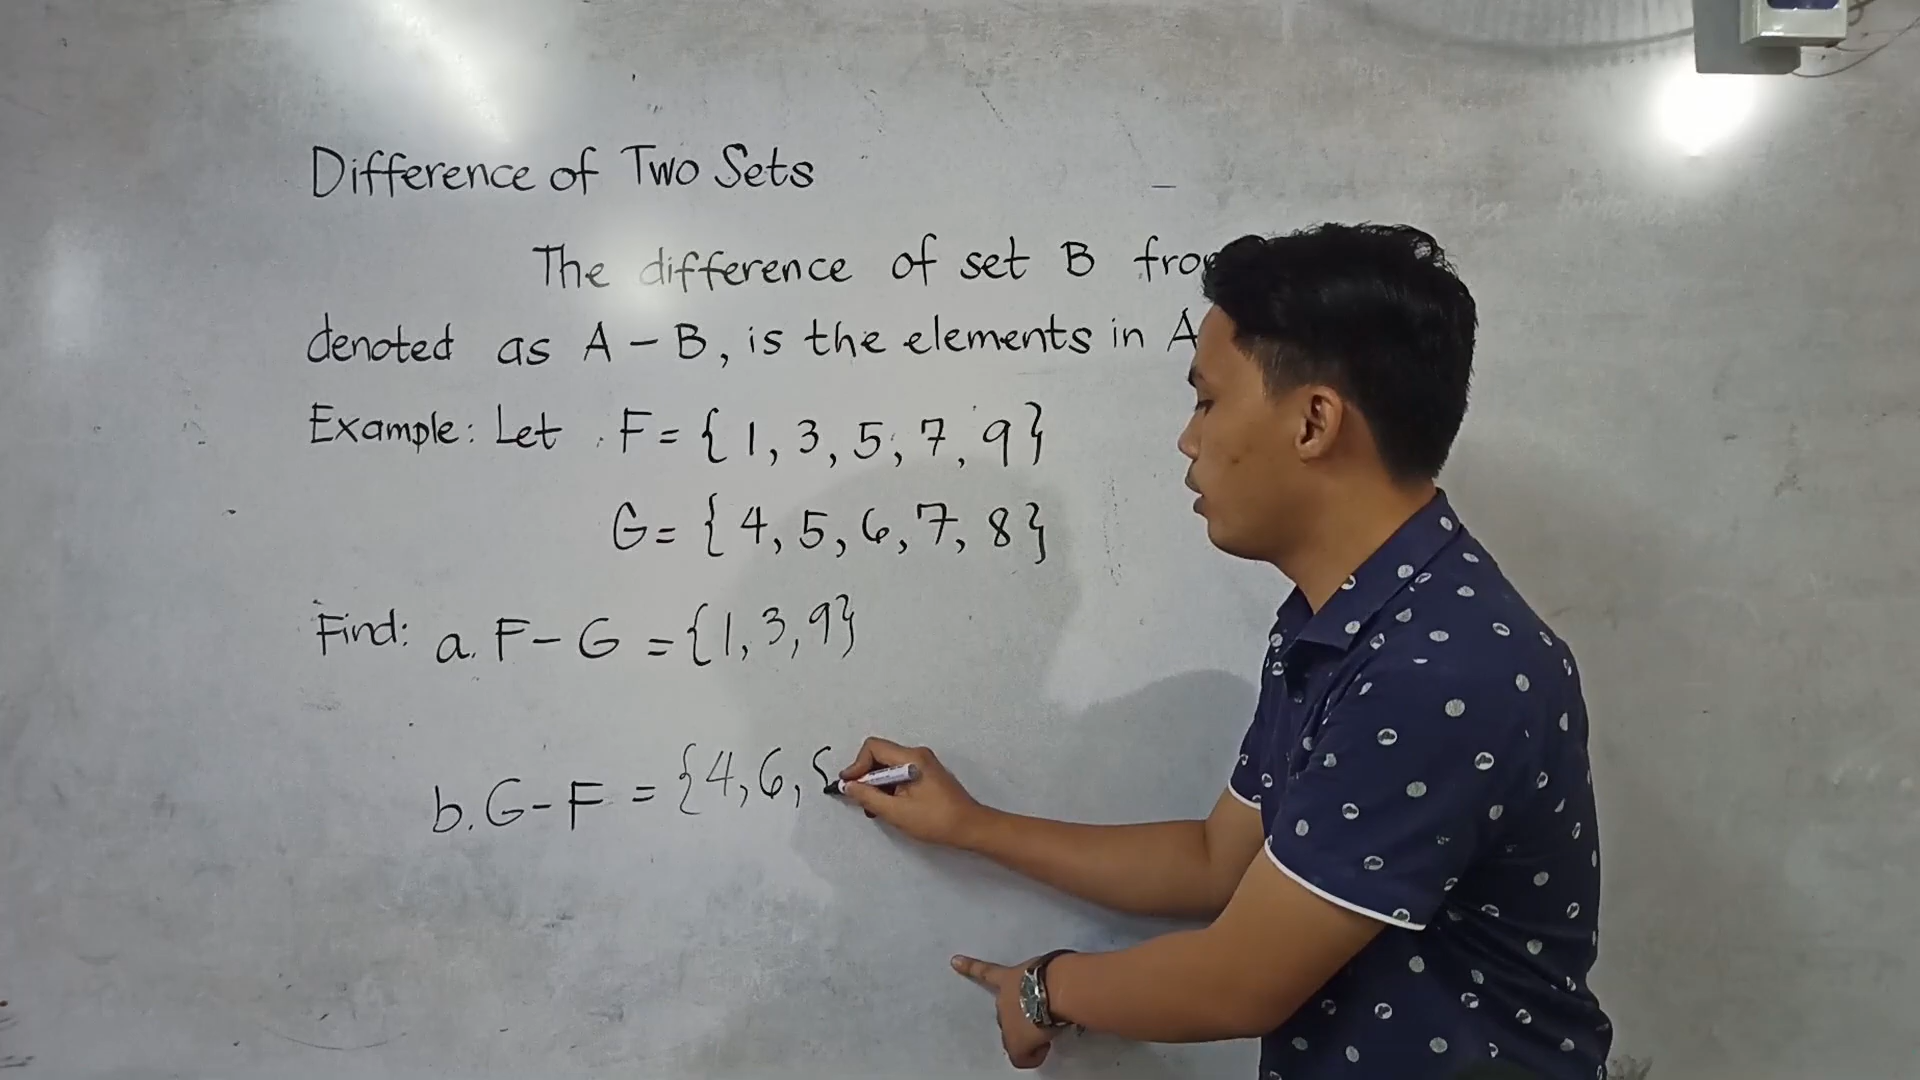 Difference of Two Sets
The difference of set B
denoted as A - B, is the elements in A
Example: Let F = { 1, 3, 5, 7, 9}
G = { 4, 5, 6, 7, 8}
Find: a. F - G = {1, 3, 9}
b. G - F = {4, 6,